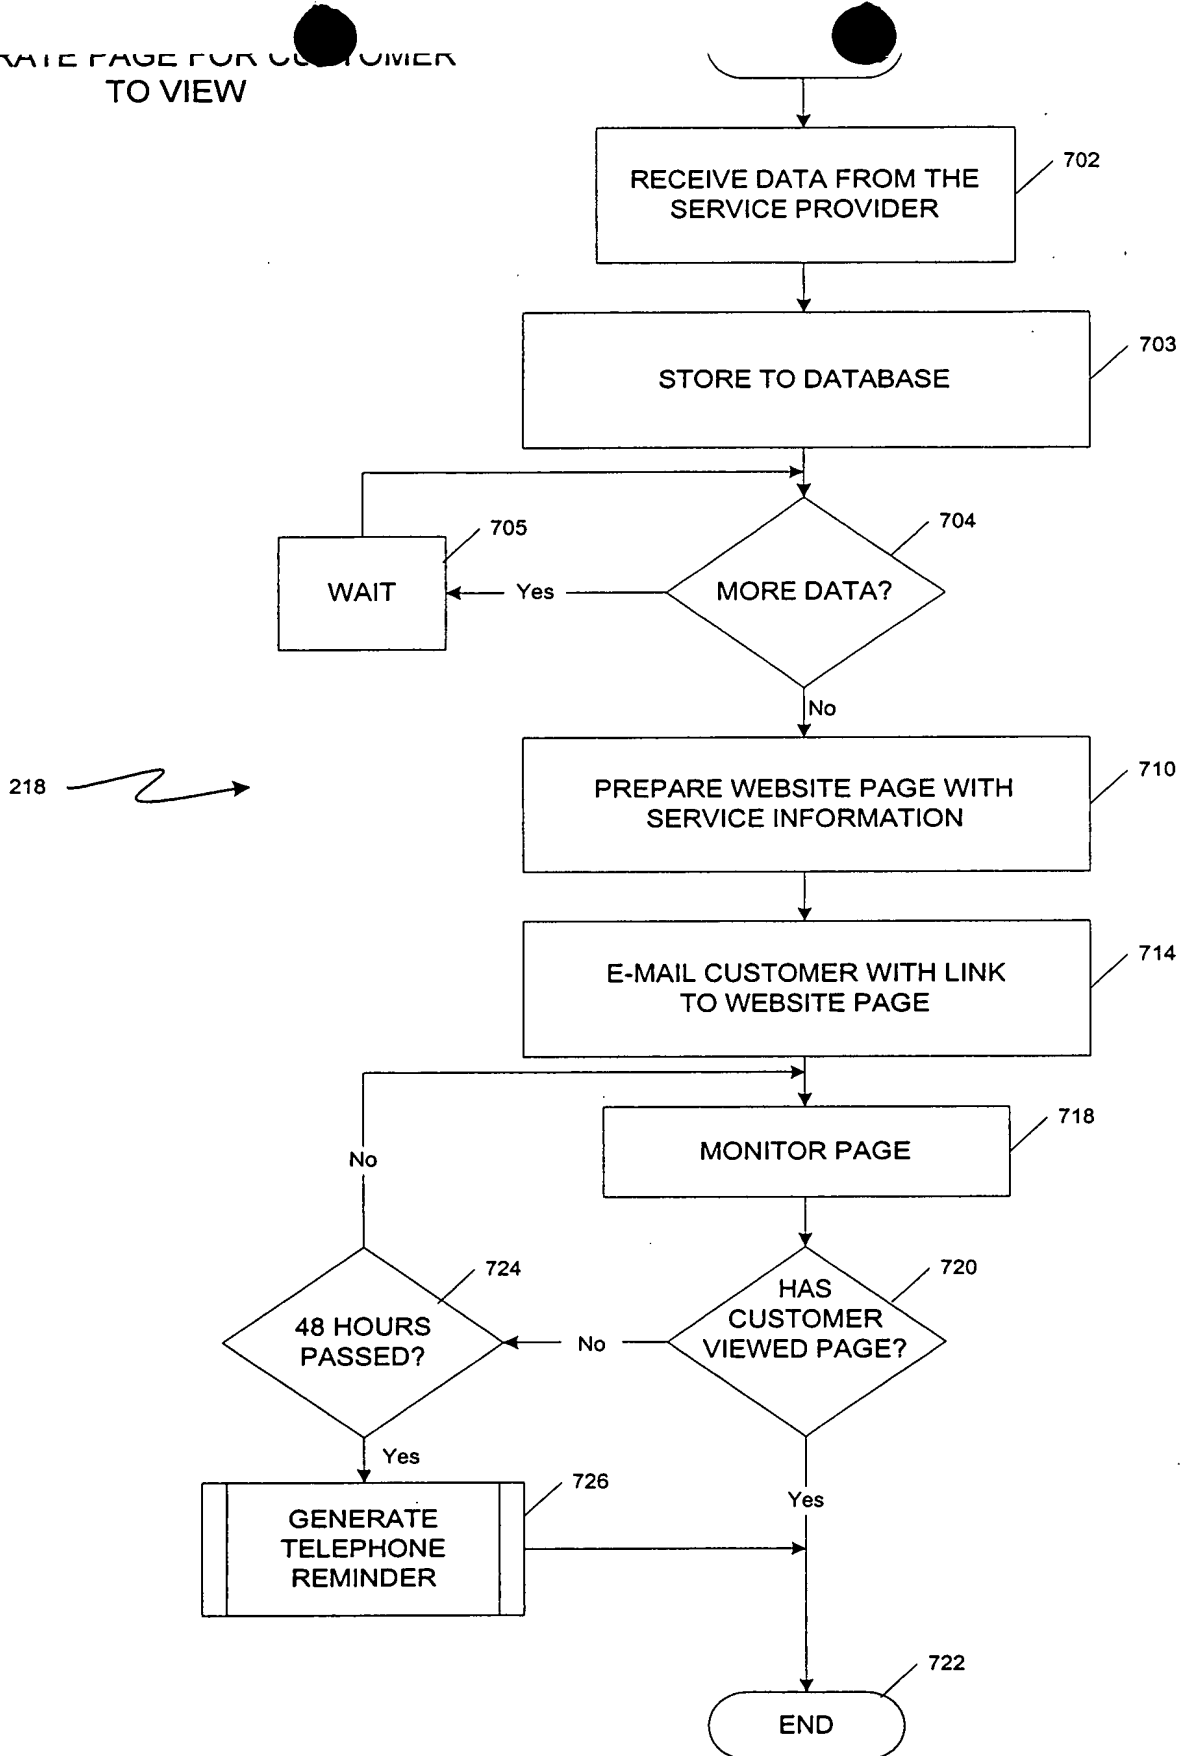 PAGE FOR
TO VIEW
702
RECEIVE DATA FROM THE
SERVICE PROVIDER
703
STORE TO DATABASE
704
705
WAIT
Yes
MORE DATA?
No
218
710
PREPARE WEBSITE PAGE WITH
SERVICE INFORMATION
714
E-MAIL CUSTOMER WITH LINK
TO WEBSITE PAGE
718
MONITOR PAGE
No
724
720
48 HOURS
PASSED?
No
HAS
CUSTOMER
VIEWED PAGE?
Yes
726
GENERATE
TELEPHONE
REMINDER
Yes
722
END